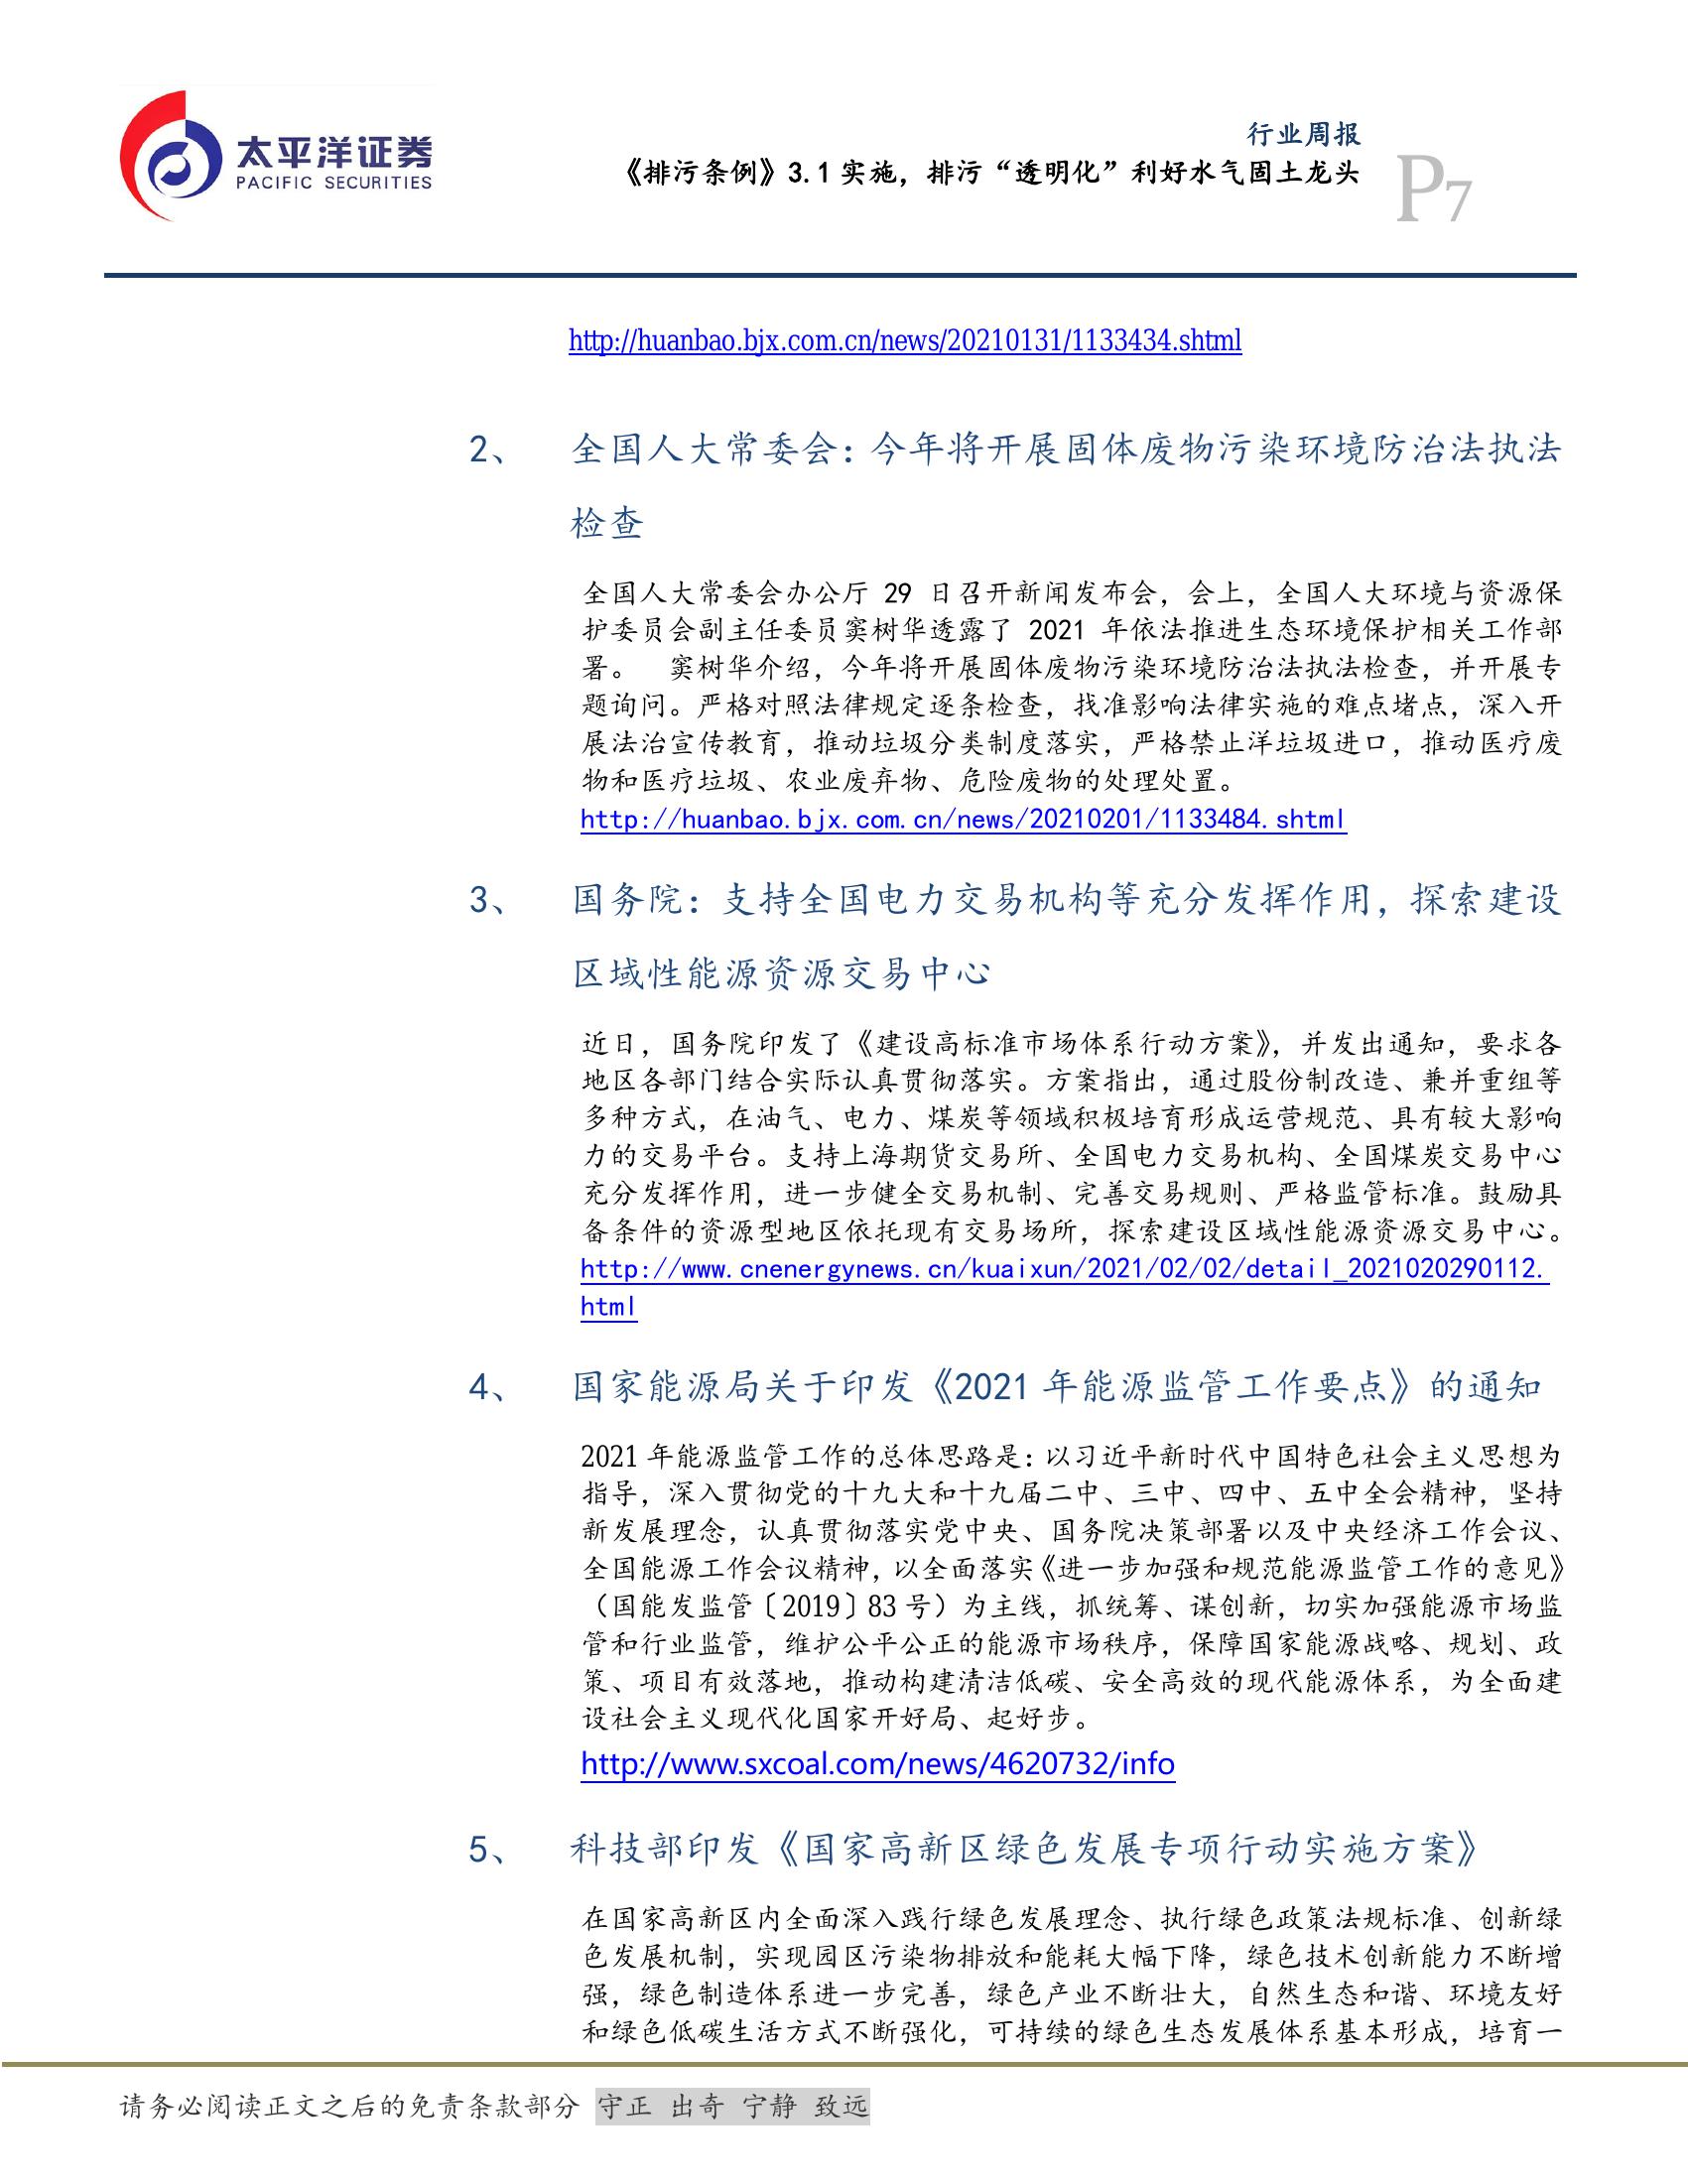 太平洋证券
PACIFIC SECURITIES
行业周报
《排污条例》3.1 实施，排污“透明化”利好水气固土龙头
P7
http://huanbao.bjx.com.cn/news/20210131/1133434.shtml
2、 全国人大常委会：今年将开展固体废物污染环境防治法执法
检查
全国人大常委会办公厅 29 日召开新闻发布会，会上，全国人大环境与资源保
护委员会副主任委员窦树华透露了 2021 年依法推进生态环境保护相关工作部
署。 窦树华介绍，今年将开展固体废物污染环境防治法执法检查，并开展专
题询问。严格对照法律规定逐条检查，找准影响法律实施的难点堵点，深入开
展法治宣传教育，推动垃圾分类制度落实，严格禁止洋垃圾进口，推动医疗废
物和医疗垃圾、农业废弃物、危险废物的处理处置。
http://huanbao.bjx.com.cn/news/20210201/1133484.shtml
3、 国务院：支持全国电力交易机构等充分发挥作用，探索建设
区域性能源资源交易中心
近日，国务院印发了《建设高标准市场体系行动方案》，并发出通知，要求各
地区各部门结合实际认真贯彻落实。方案指出，通过股份制改造、兼并重组等
多种方式，在油气、电力、煤炭等领域积极培育形成运营规范、具有较大影响
力的交易平台。支持上海期货交易所、全国电力交易机构、全国煤炭交易中心
充分发挥作用，进一步健全交易机制、完善交易规则、严格监管标准。鼓励具
备条件的资源型地区依托现有交易场所，探索建设区域性能源资源交易中心。
http://www.cnenergynews.cn/kuaixun/2021/02/02/detail_2021020290112.
html
4、 国家能源局关于印发《2021 年能源监管工作要点》的通知
2021 年能源监管工作的总体思路是：以习近平新时代中国特色社会主义思想为
指导，深入贯彻党的十九大和十九届二中、三中、四中、五中全会精神，坚持
新发展理念，认真贯彻落实党中央、国务院决策部署以及中央经济工作会议、
全国能源工作会议精神，以全面落实《进一步加强和规范能源监管工作的意见》
（国能发监管〔2019〕83 号）为主线，抓统筹、谋创新，切实加强能源市场监
管和行业监管，维护公平公正的能源市场秩序，保障国家能源战略、规划、政
策、项目有效落地，推动构建清洁低碳、安全高效的现代能源体系，为全面建
设社会主义现代化国家开好局、起好步。
http://www.sxcoal.com/news/4620732/info
5、 科技部印发《国家高新区绿色发展专项行动实施方案》
在国家高新区内全面深入践行绿色发展理念、执行绿色政策法规标准、创新绿
色发展机制，实现园区污染物排放和能耗大幅下降，绿色技术创新能力不断增
强，绿色制造体系进一步完善，绿色产业不断壮大，自然生态和谐、环境友好
和绿色低碳生活方式不断强化，可持续的绿色生态发展体系基本形成，培育一
请务必阅读正文之后的免责条款部分 守正 出奇 宁静 致远